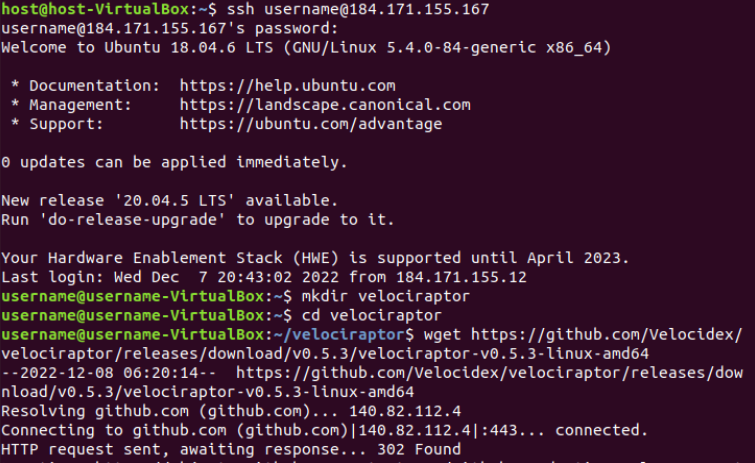 host@host-VirtualBox:~$ ssh username@184.171.155.167
username@184.171.155.167's password:
Welcome to Ubuntu 18.04.6 LTS (GNU/Linux 5.4.0-84-generic x86_64)
* Documentation:  https://help.ubuntu.com
* Management:     https://landscape.canonical.com
* Support:        https://ubuntu.com/advantage
0 updates can be applied immediately.
New release '20.04.5 LTS' available.
Run 'do-release-upgrade' to upgrade to it.
Your Hardware Enablement Stack (HWE) is supported until April 2023.
Last login: Wed Dec  7 20:43:02 2022 from 184.171.155.12
username@username-VirtualBox:~$ mkdir velociraptor
username@username-VirtualBox:~$ cd velociraptor
username@username-VirtualBox:~/velociraptor$ wget https://github.com/Velocidex/
velociraptor/releases/download/v0.5.3/velociraptor-v0.5.3-linux-amd64
--2022-12-08 06:20:14--  https://github.com/Velocidex/velociraptor/releases/dow
nload/v0.5.3/velociraptor-v0.5.3-linux-amd64
Resolving github.com (github.com)... 140.82.112.4
Connecting to github.com (github.com)|140.82.112.4|:443... connected.
HTTP request sent, awaiting response... 302 Found